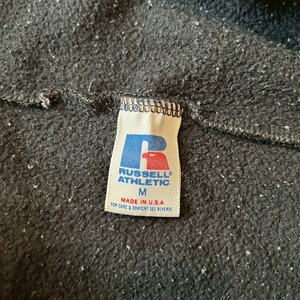 R
RUSSELL
ATHLETIC
M
MADE IN U.S.A
FOR CARE & CONTENT SEE REVERSE